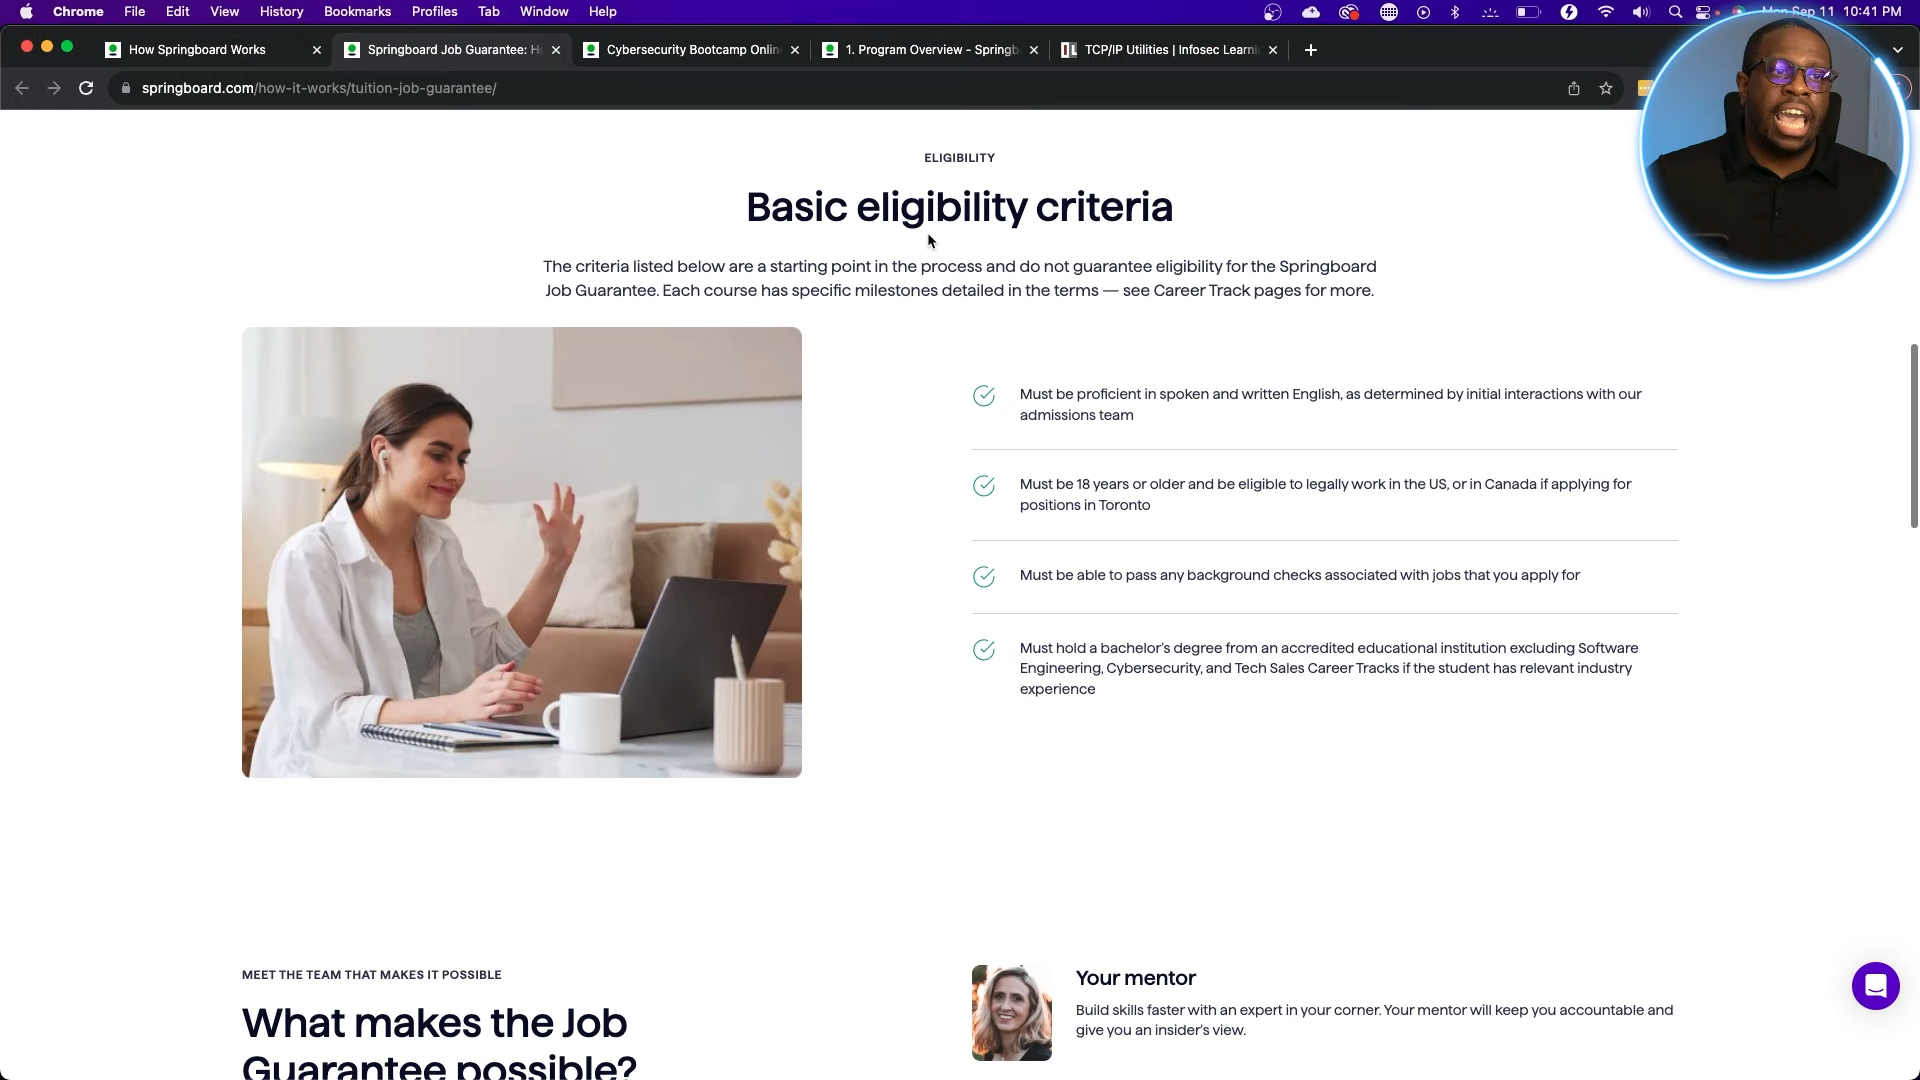 Chrome File Edit View History Bookmarks Profiles Tab Window Help
Mon Sep 11 10:41 PM
How Springboard Works
Springboard Job Guarantee: H
Cybersecurity Bootcamp Onlin
1. Program Overview - Springb
TCP/IP Utilities | Infosec Learni
springboard.com/how-it-works/tuition-job-guarantee/
ELIGIBILITY
Basic eligibility criteria
The criteria listed below are a starting point in the process and do not guarantee eligibility for the Springboard
Job Guarantee. Each course has specific milestones detailed in the terms — see Career Track pages for more.
Must be proficient in spoken and written English, as determined by initial interactions with our
admissions team
Must be 18 years or older and be eligible to legally work in the US, or in Canada if applying for
positions in Toronto
Must be able to pass any background checks associated with jobs that you apply for
Must hold a bachelor's degree from an accredited educational institution excluding Software
Engineering, Cybersecurity, and Tech Sales Career Tracks if the student has relevant industry
experience
MEET THE TEAM THAT MAKES IT POSSIBLE
What makes the Job
Guarantee possible?
Your mentor
Build skills faster with an expert in your corner. Your mentor will keep you accountable and
give you an insider's view.